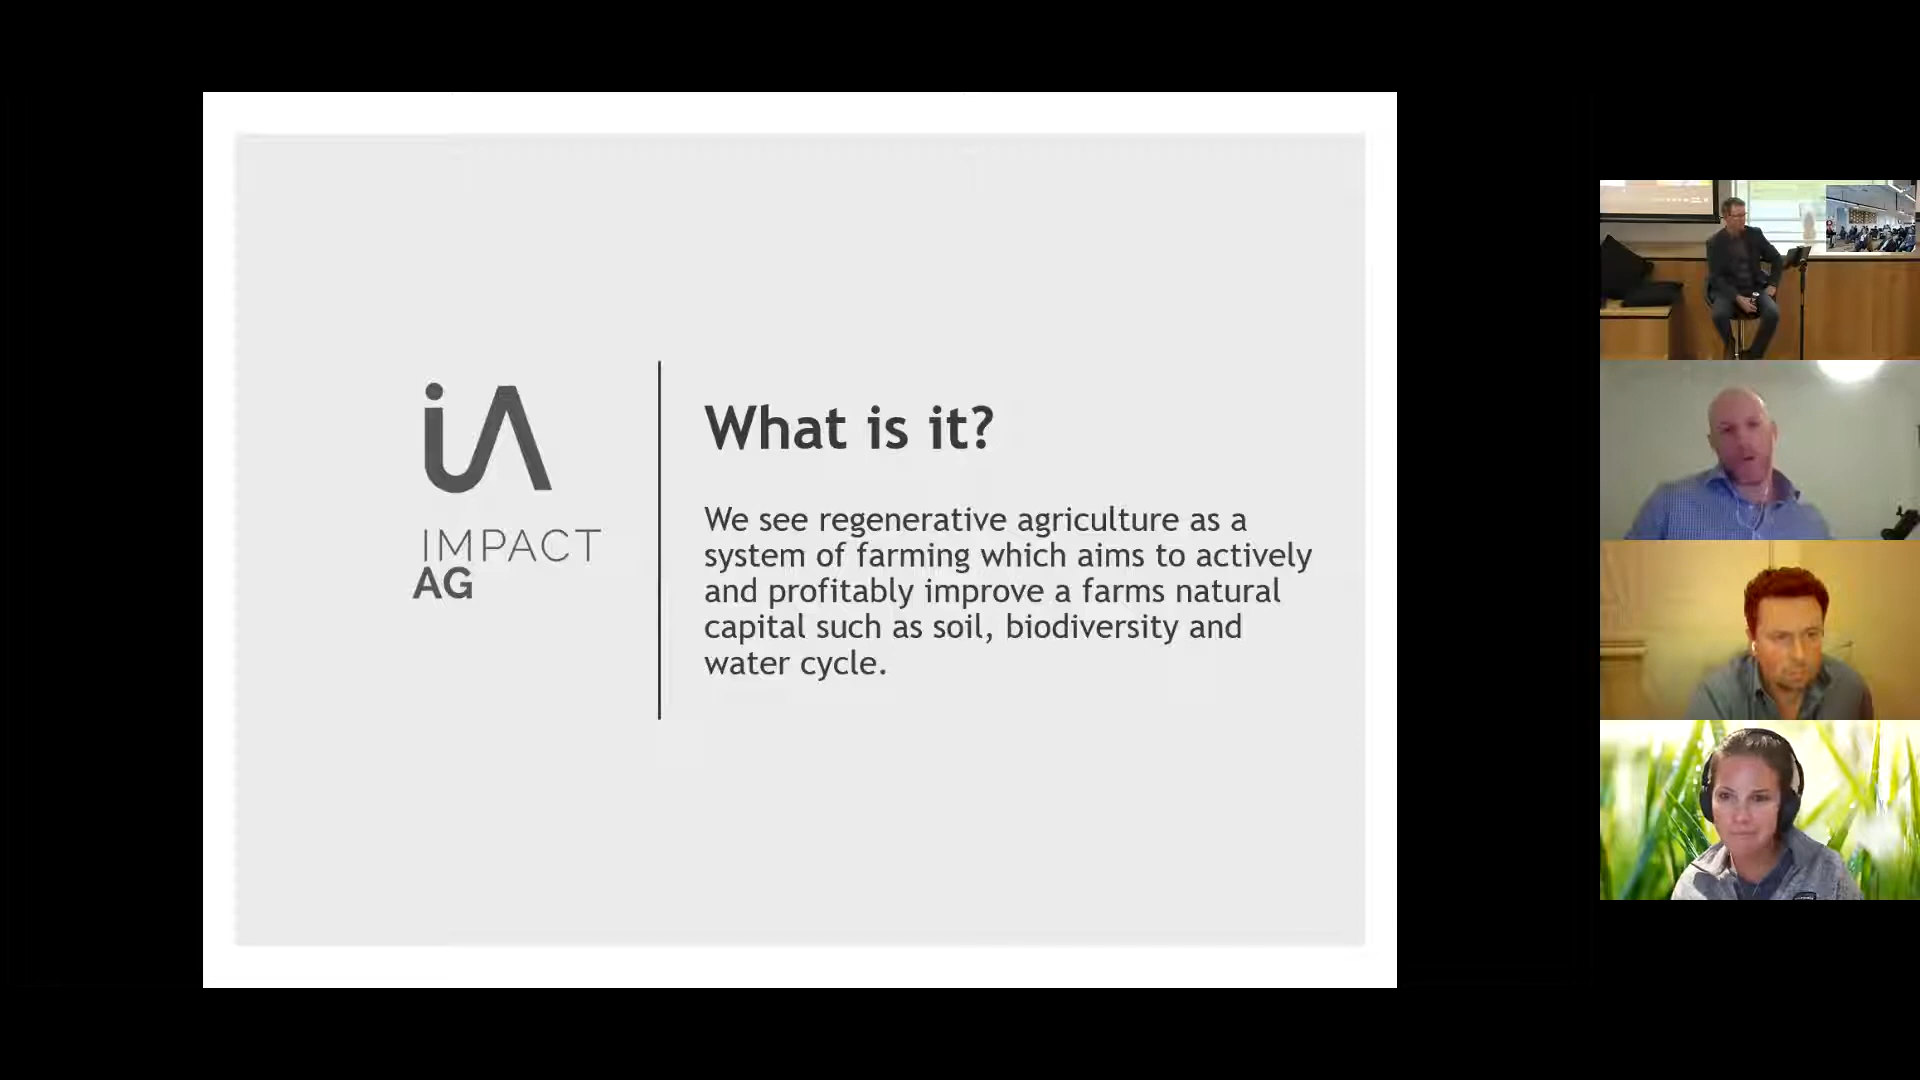 iA
IMPACT
AG
What is it?
We see regenerative agriculture as a
system of farming which aims to actively
and profitably improve a farms natural
capital such as soil, biodiversity and
water cycle.